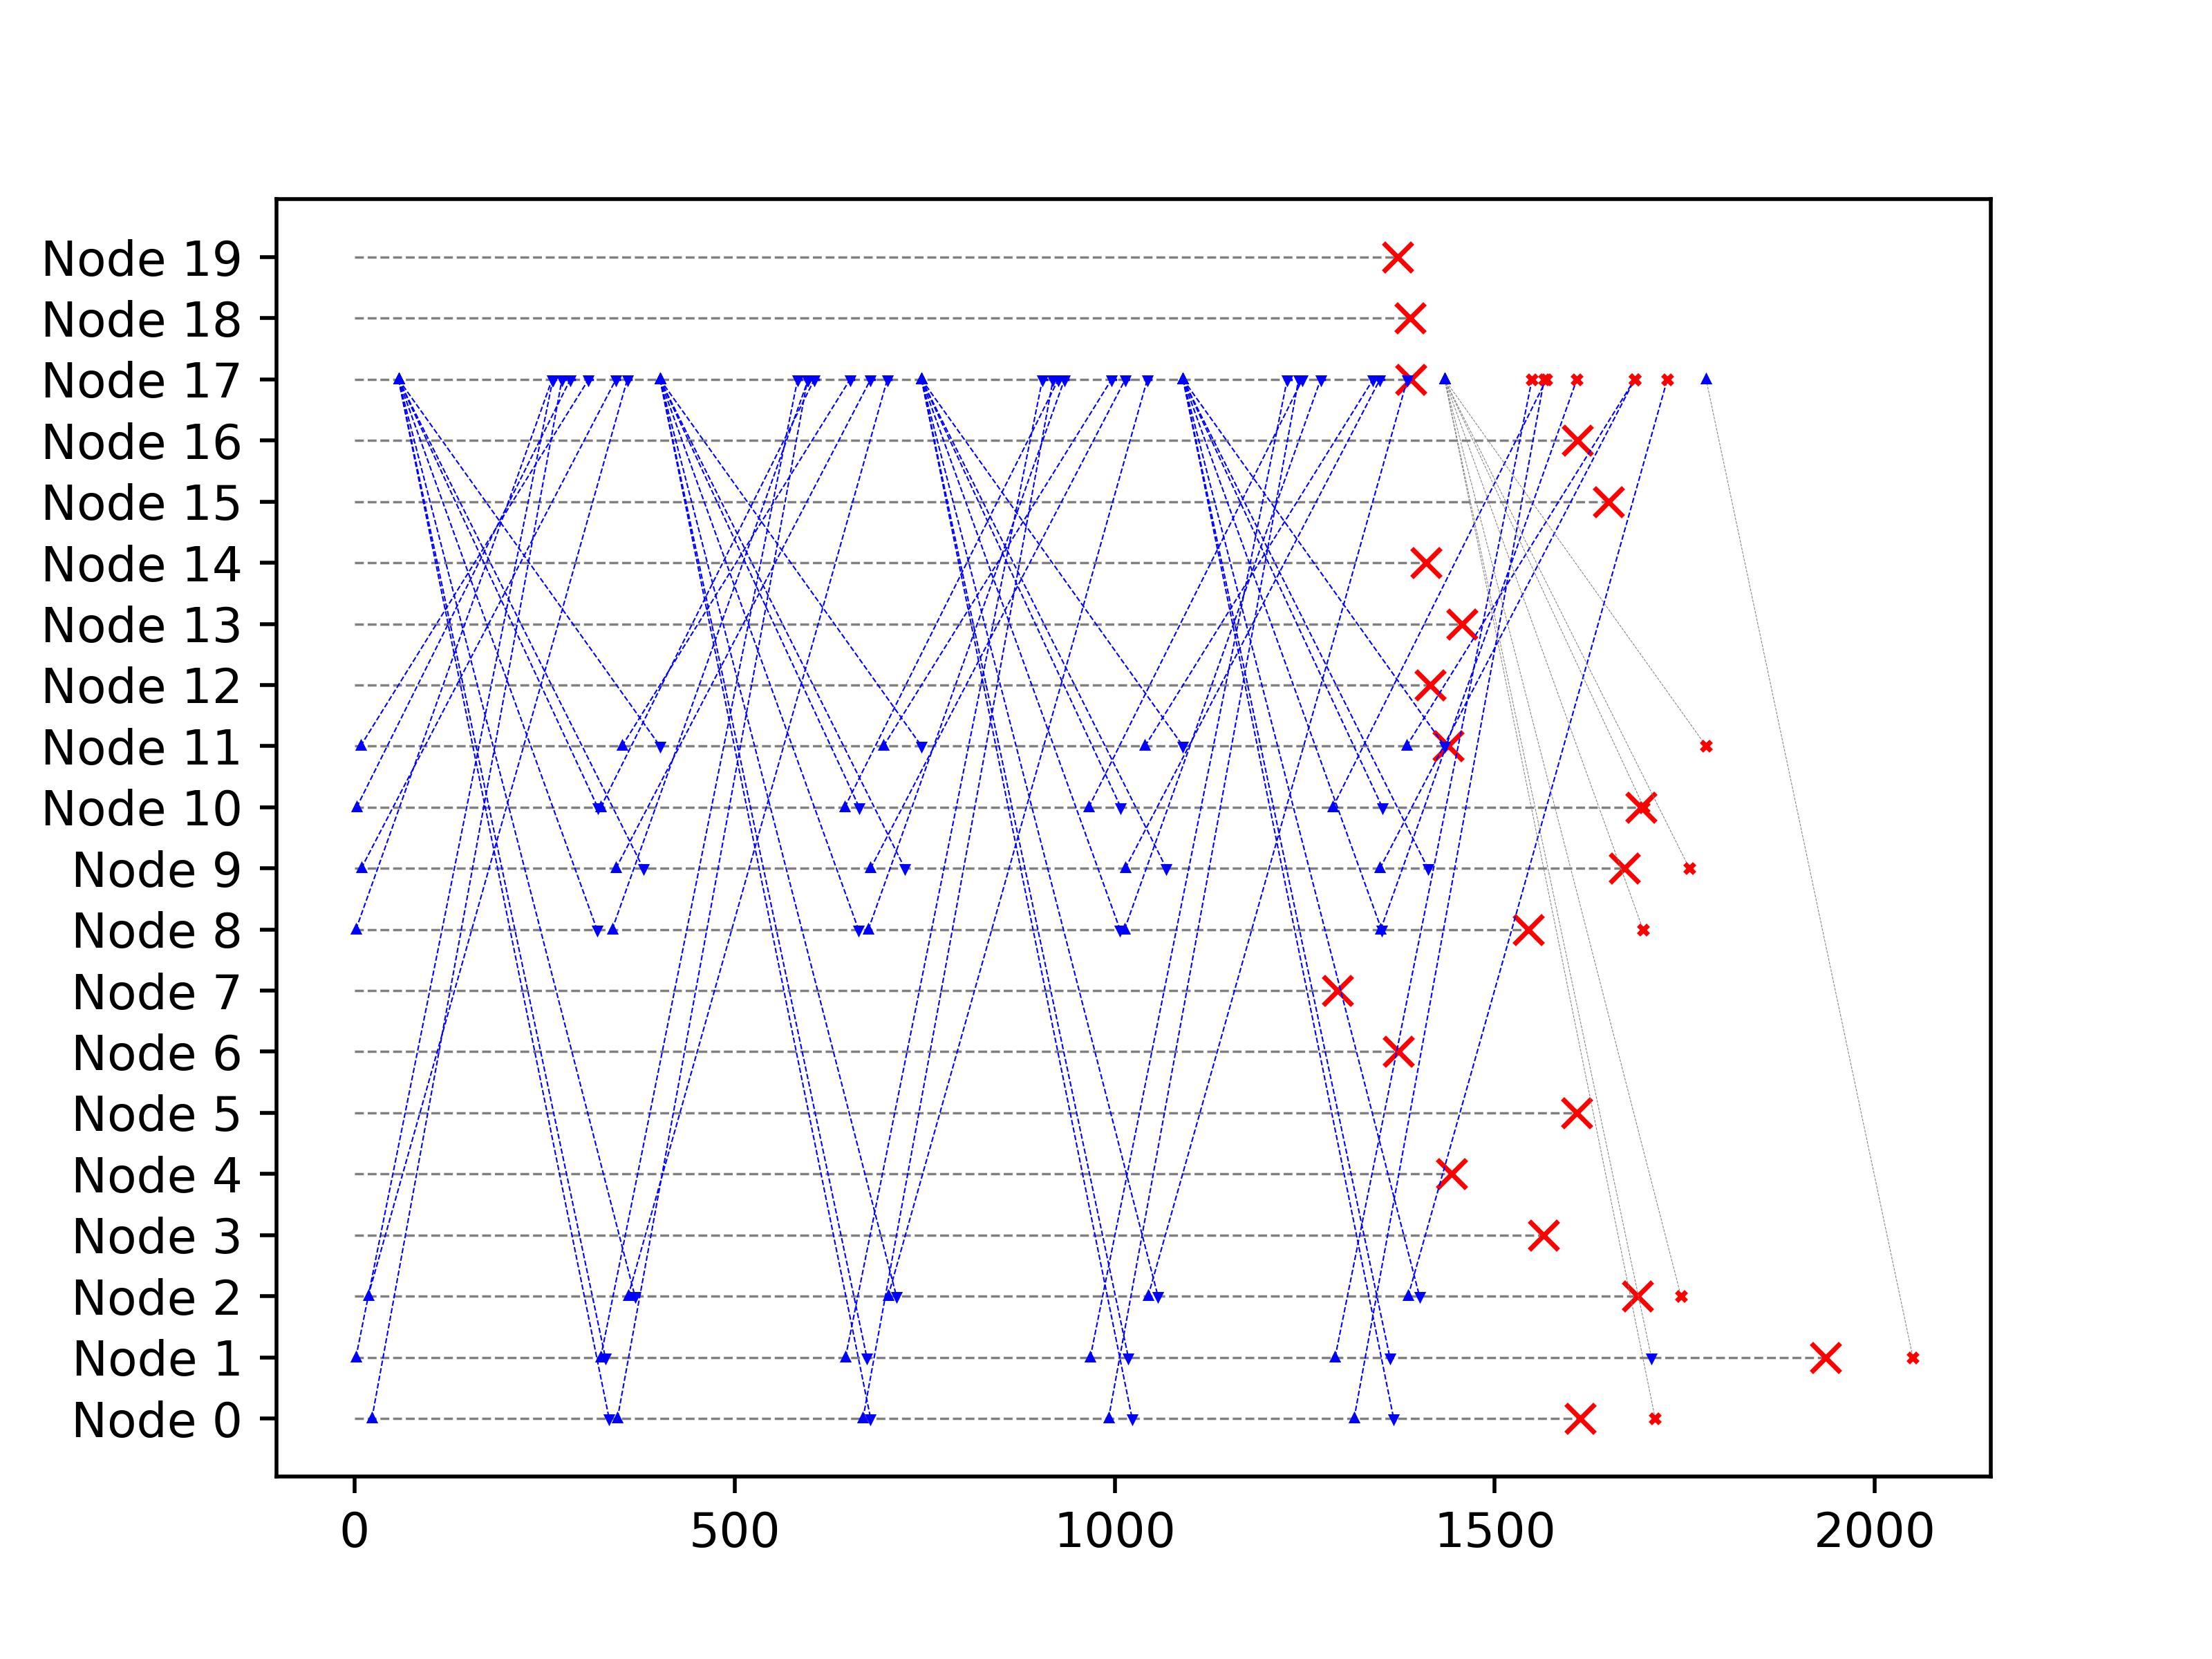 Node 19
Node 18
Node 17
Node 16
Node 15
Node 14
Node 13
Node 12
Node 11
Node 10
Node 9
Node 8
Node 7
Node 6
Node 5
Node 4
Node 3
Node 2
Node 1
Node 0
0 500 1000 1500 2000